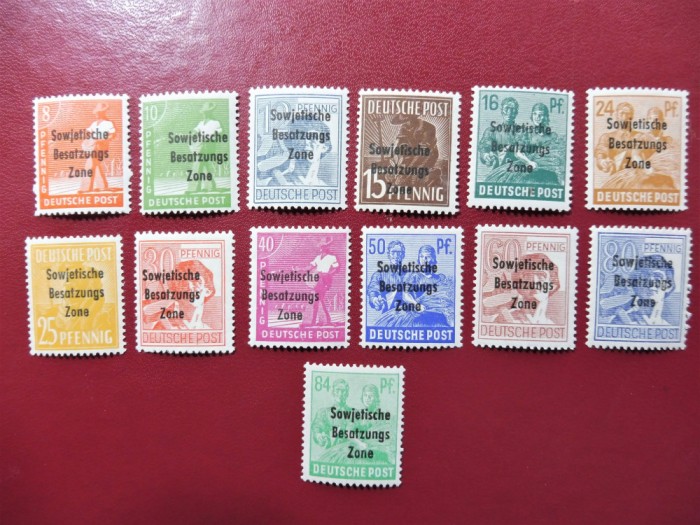 8
PFENNIG
Sowjetische
Besatzungs
Zone
DEUTSCHE POST
10
PFENNIG
Sowjetische
Besatzungs
Zone
DEUTSCHE POST
12 PFENNIG
Sowjetische
Besatzungs
Zone
DEUTSCHE POST
DEUTSCHE POST
Sowjetische
Besatzungs
Zone
15 PFENNIG
16 Pf.
Sowjetische
Besatzungs
Zone
DEUTSCHE POST
24 Pf.
Sowjetische
Besatzungs
Zone
DEUTSCHE POST
DEUTSCHE POST
Sowjetische
Besatzungs
Zone
25 PFENNIG
30 PFENNIG
Sowjetische
Besatzungs
Zone
DEUTSCHE POST
40
PFENNIG
Sowjetische
Besatzungs
Zone
DEUTSCHE POST
50 Pf.
Sowjetische
Besatzungs
Zone
DEUTSCHE POST
60 PFENNIG
Sowjetische
Besatzungs
Zone
DEUTSCHE POST
80 PFENNIG
Sowjetische
Besatzungs
Zone
DEUTSCHE POST
84 Pf.
Sowjetische
Besatzungs
Zone
DEUTSCHE POST